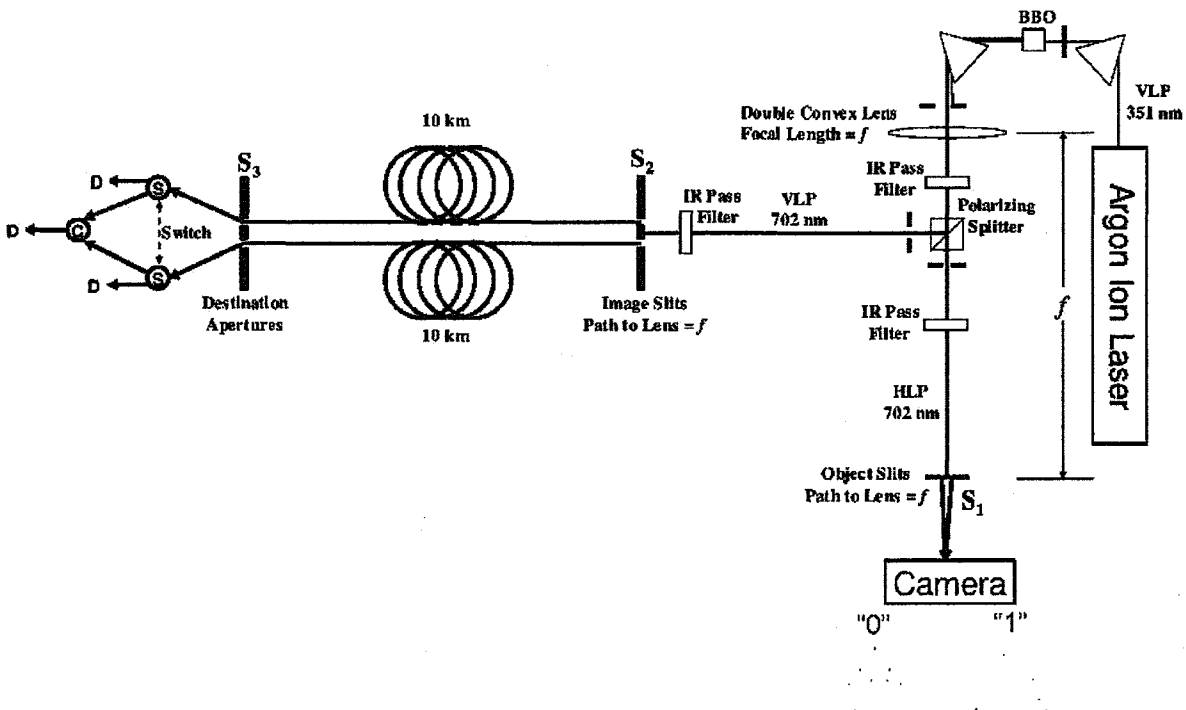 BBO
VLP
351 nm
Double Convex Lens
Focal Length = f
10 km
S3
S2
IR Pass
Filter
D
S
IR Pass
Filter
VLP
702 nm
Polarizing
Splitter
Argon Ion Laser
D
C
Switch
S
D
Destination
Apertures
Image Slits
Path to Lens = f
10 km
IR Pass
Filter
f
HLP
702 nm
Object Slits
Path to Lens = f
S1
Camera
"0"
"1"